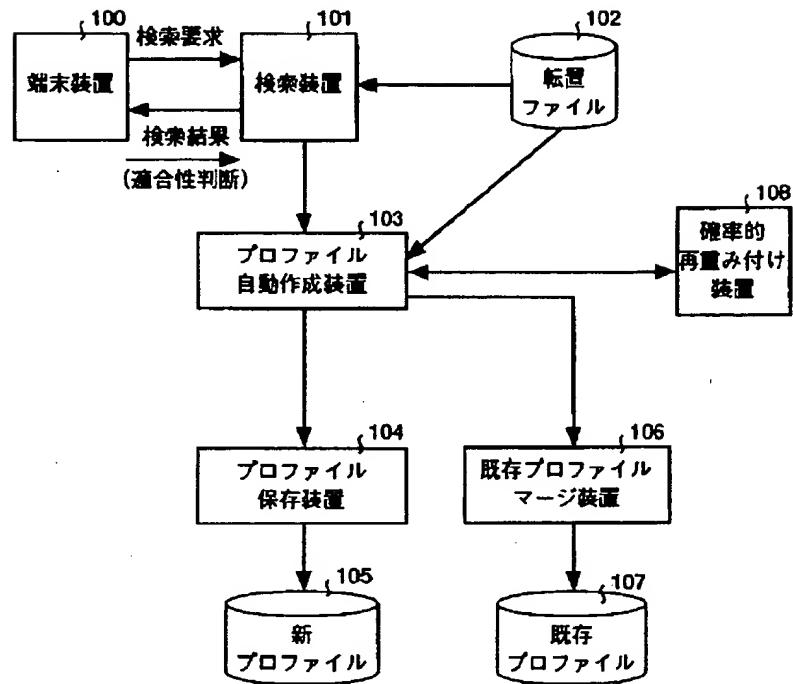 100
101
102
検索要求
端末装置
検索装置
転置
ファイル
検索結果
(適合性判断)
103
108
プロファイル
自動作成装置
確率的
再重み付け
装置
104
106
プロファイル
保存装置
既存プロファイル
マージ装置
105
107
新
プロファイル
既存
プロファイル